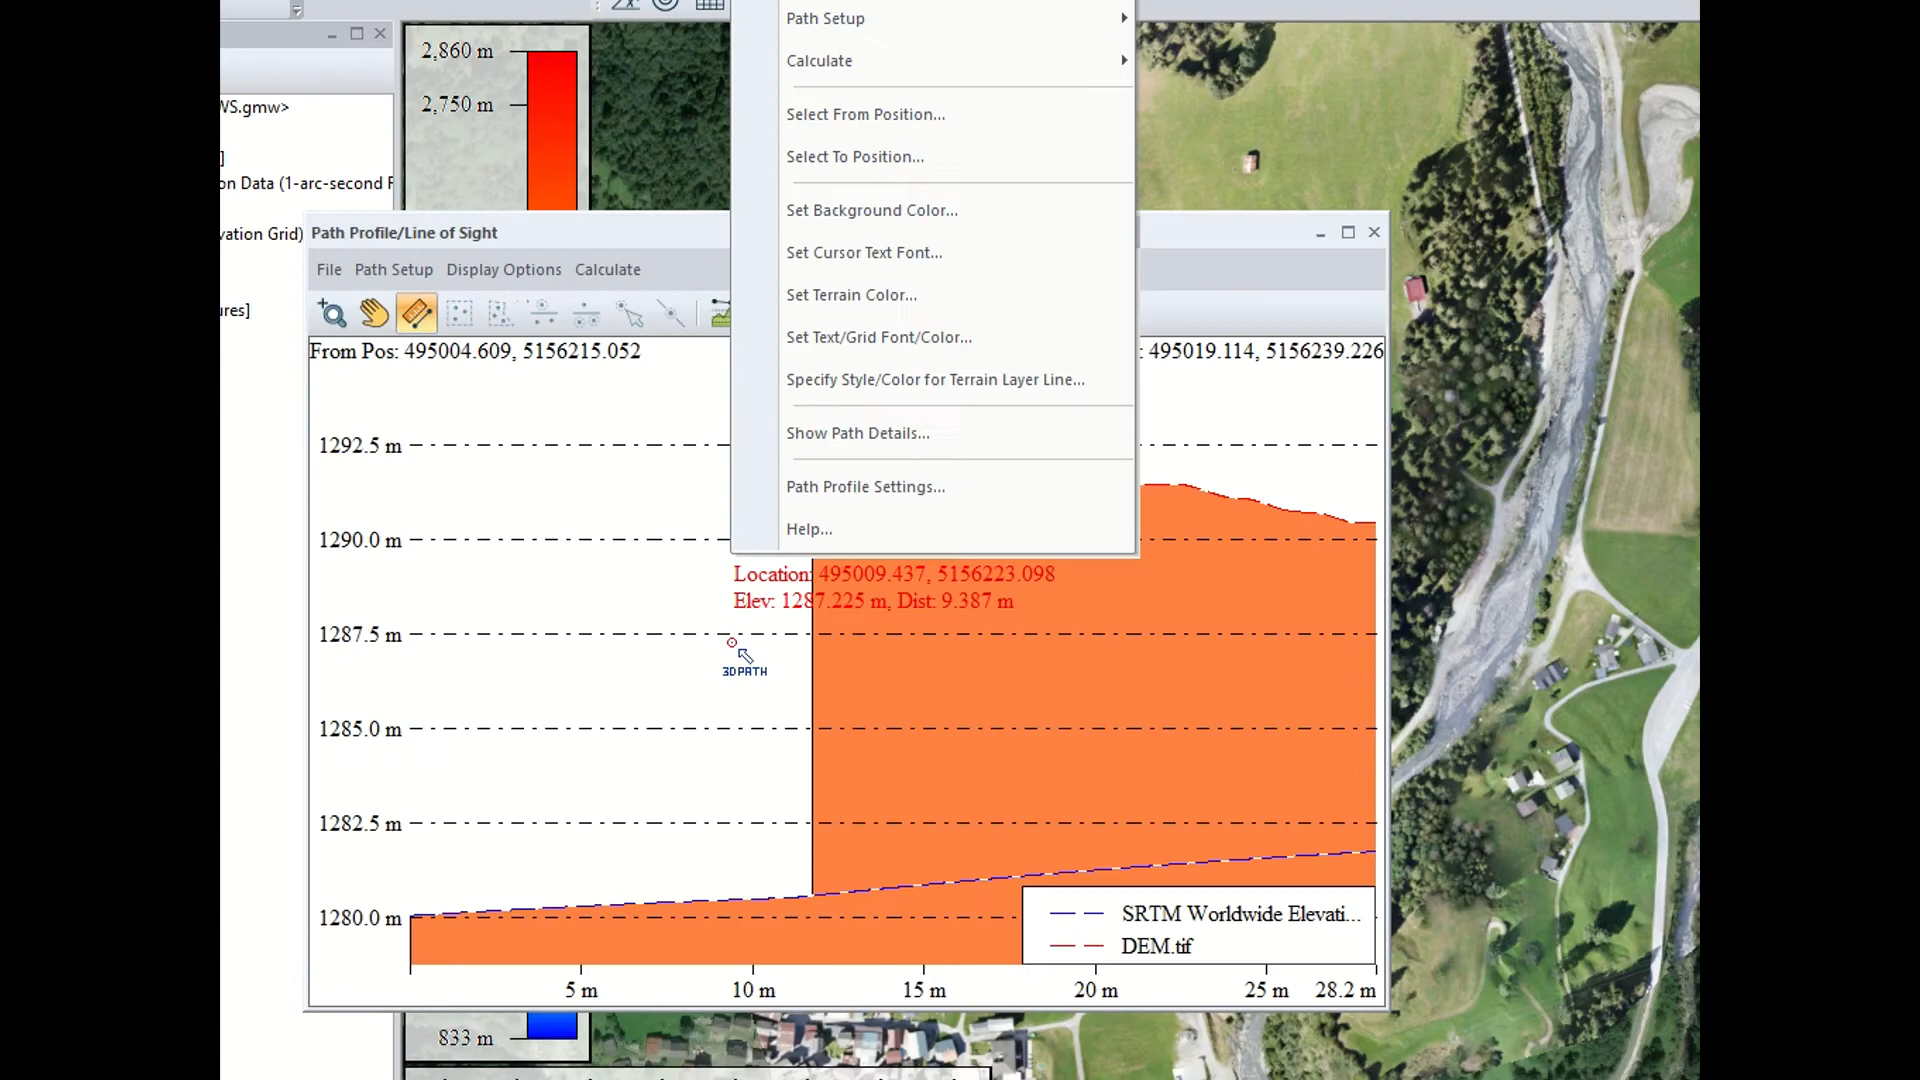 2,860 m
2,750 m
WS.gmw>
]
on Data (1-arc-second F
vation Grid)
ures]
Path Setup
Calculate
Select From Position...
Select To Position...
Set Background Color...
Set Cursor Text Font...
Set Terrain Color...
Set Text/Grid Font/Color...
Specify Style/Color for Terrain Layer Line...
Show Path Details...
Path Profile Settings...
Help...
Path Profile/Line of Sight
File Path Setup Display Options Calculate
From Pos: 495004.609, 5156215.052
: 495019.114, 5156239.226
1292.5 m
1290.0 m
Location: 495009.437, 5156223.098
Elev: 1287.225 m, Dist: 9.387 m
1287.5 m
3D PATH
1285.0 m
1282.5 m
1280.0 m
SRTM Worldwide Elevati...
DEM.tif
5 m 10 m 15 m 20 m 25 m 28.2 m
833 m